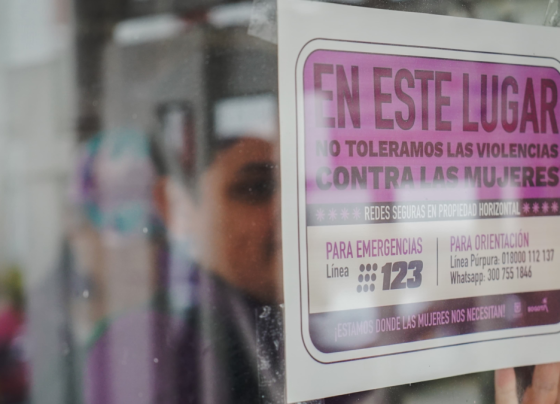 EN ESTE LUGAR
NO TOLERAMOS LAS VIOLENCIAS
CONTRA LAS MUJERES
REDES SEGURAS EN PROPIEDAD HORIZONTAL
PARA EMERGENCIAS
Línea 123
PARA ORIENTACIÓN
Línea Púrpura: 018000 112 137
Whatsapp: 300 755 1846
¡ESTAMOS DONDE LAS MUJERES NOS NECESITAN!
BOGOTÁ